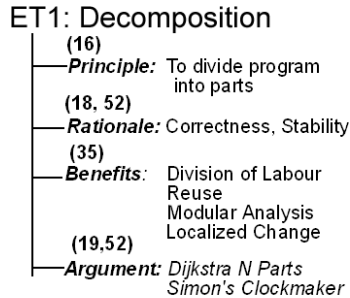 ET1: Decomposition
(16)
Principle: To divide program
into parts
(18, 52)
Rationale: Correctness, Stability
(35)
Benefits: Division of Labour
Reuse
Modular Analysis
Localized Change
(19,52)
Argument: Dijkstra N Parts
Simon's Clockmaker